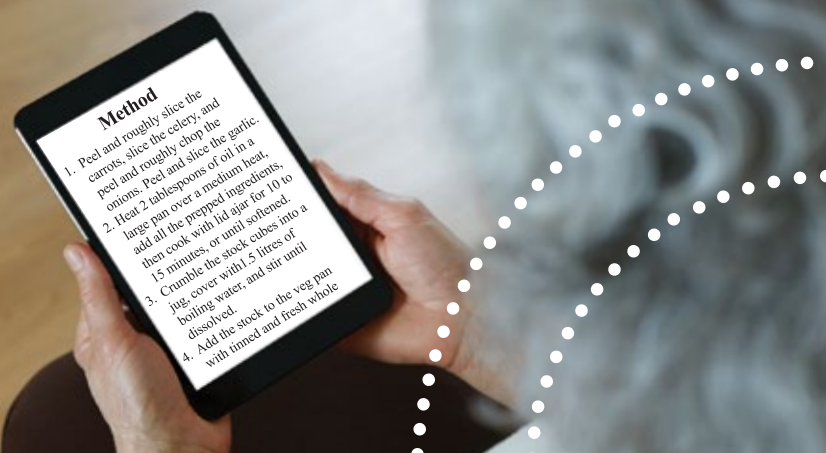 Method
1. Peel and roughly slice the
carrots, slice the celery, and
peel and roughly chop the
onions. Peel and slice the garlic.
2. Heat 2 tablespoons of oil in a
large pan over a medium heat,
add all the prepped ingredients,
then cook with lid ajar for 10 to
15 minutes, or until softened.
3. Crumble the stock cubes into a
jug, cover with1.5 litres of
boiling water, and stir until
dissolved.
4. Add the stock to the veg pan
with tinned and fresh whole